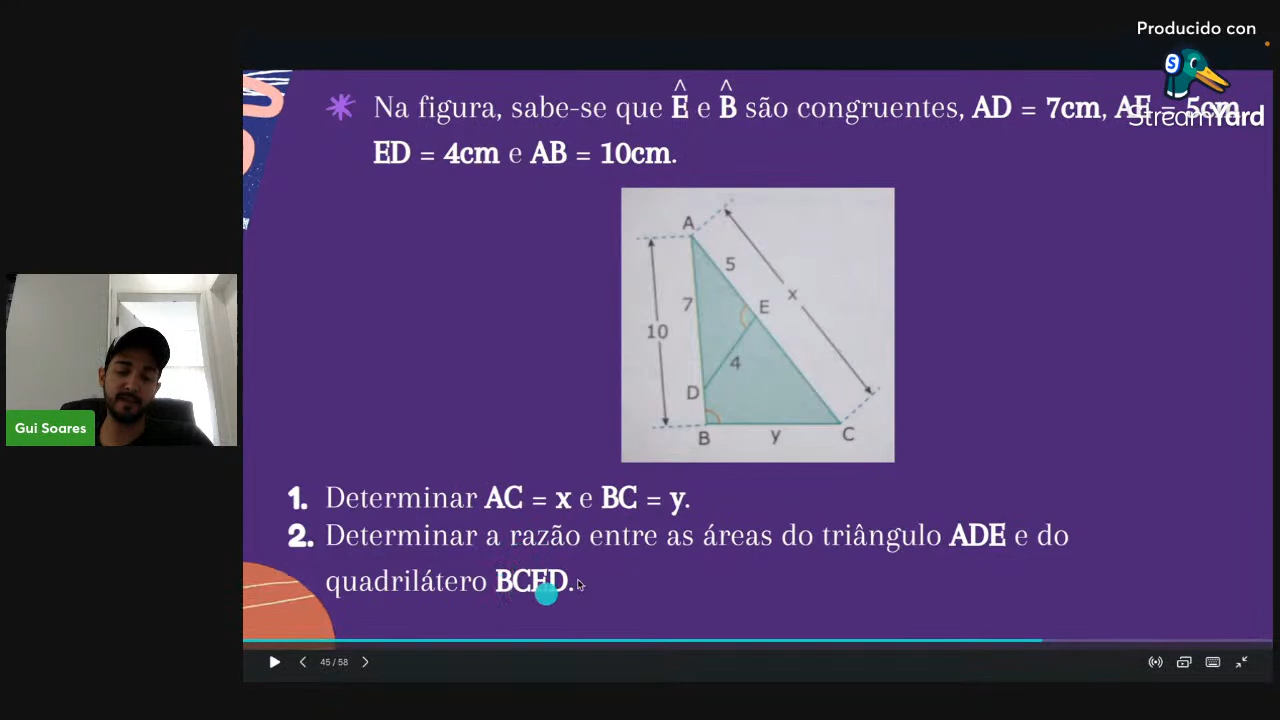 Producido con
StreamYard
Na figura, sabe-se que Ê e B̂ são congruentes, AD = 7cm, AE = 5cm,
ED = 4cm e AB = 10cm.
A
5
x
7
E
10
4
D
B
y
C
Gui Soares
1. Determinar AC = x e BC = y.
2. Determinar a razão entre as áreas do triângulo ADE e do
quadrilátero BCED.
45 / 58